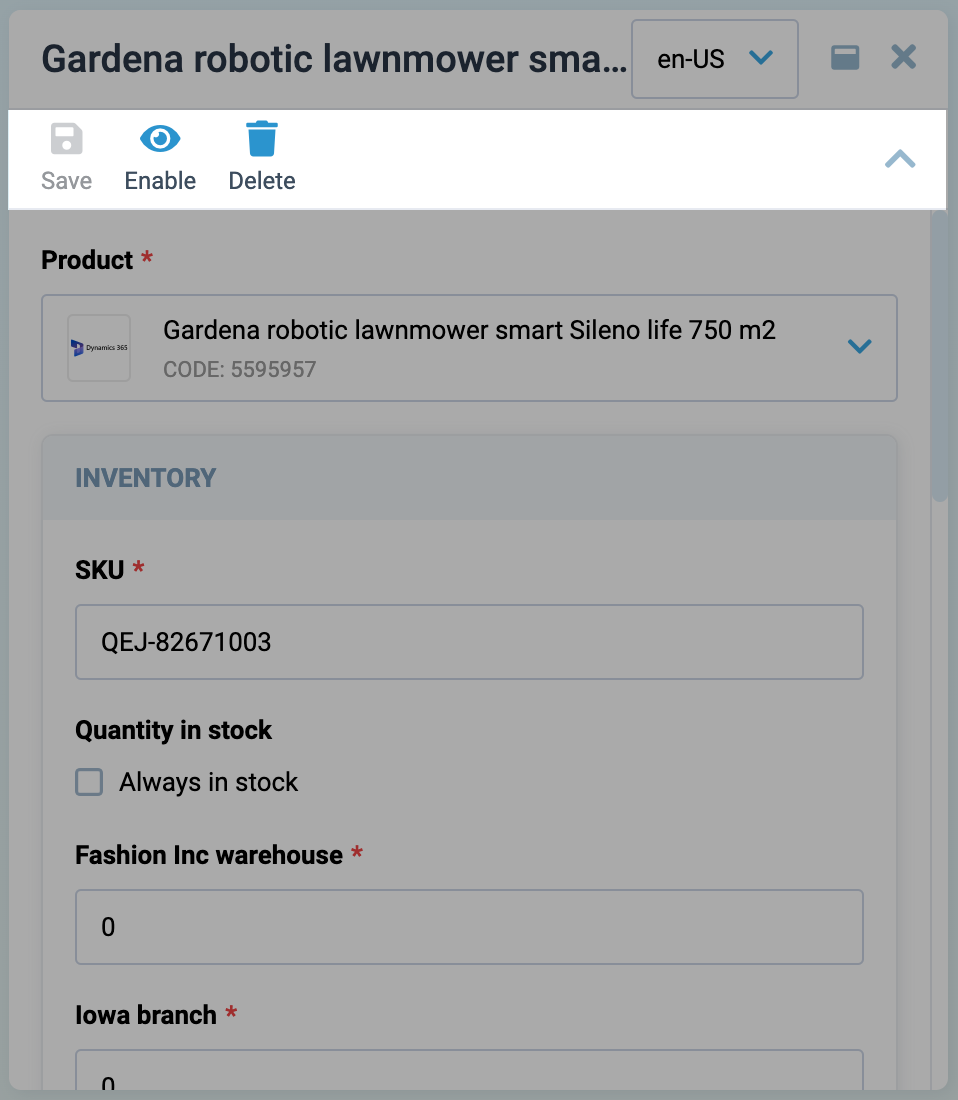 Gardena robotic lawnmower sma...
en-US
Save
Enable
Delete
Product *
Dynamics 365
Gardena robotic lawnmower smart Sileno life 750 m2
CODE: 5595957
INVENTORY
SKU *
QEJ-82671003
Quantity in stock
Always in stock
Fashion Inc warehouse *
0
Iowa branch *
0